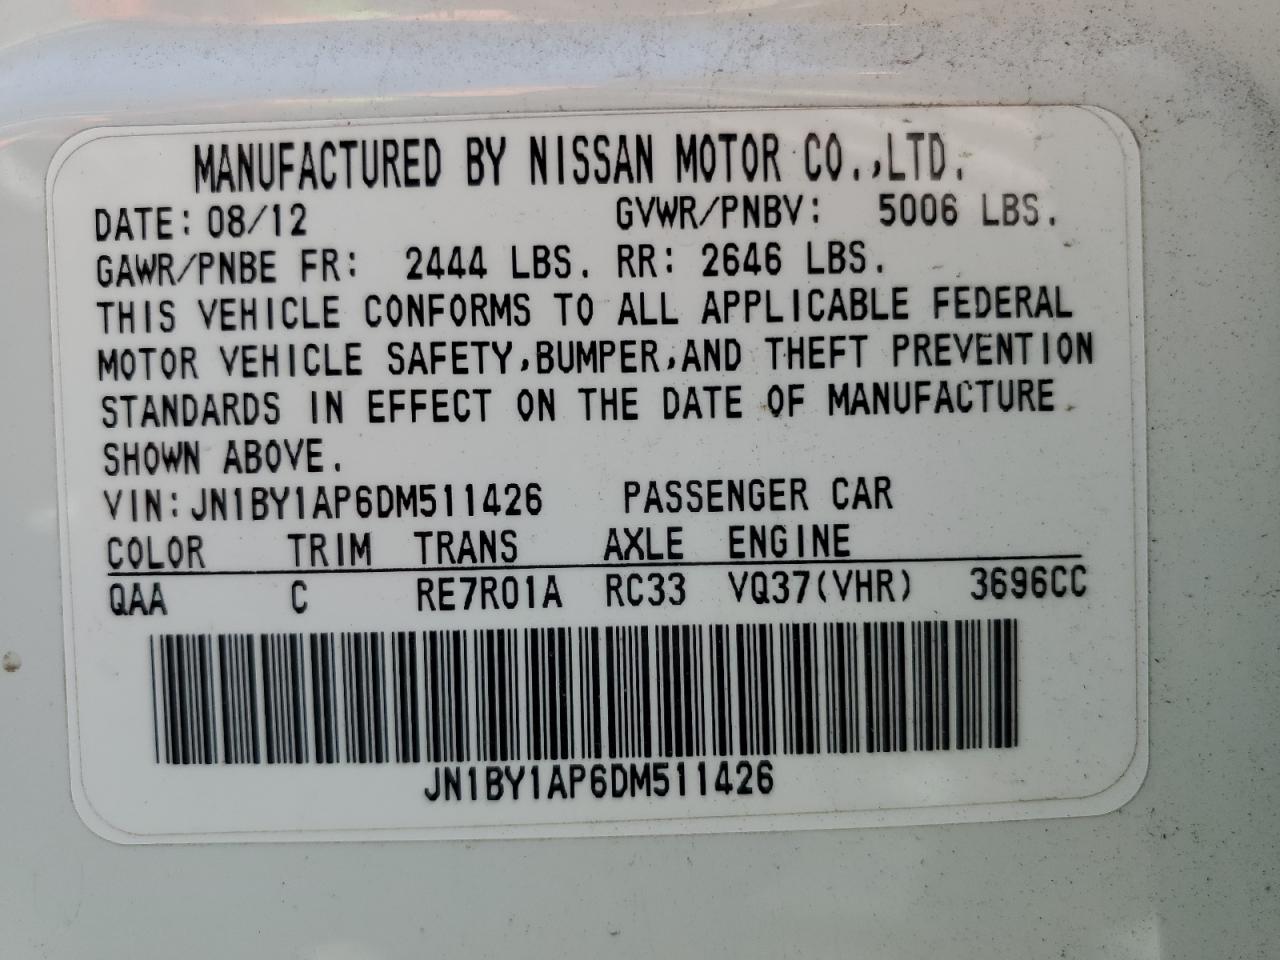 MANUFACTURED BY NISSAN MOTOR CO.,LTD.
DATE: 08/12 GVWR/PNBV: 5006 LBS.
GAWR/PNBE FR: 2444 LBS. RR: 2646 LBS.
THIS VEHICLE CONFORMS TO ALL APPLICABLE FEDERAL
MOTOR VEHICLE SAFETY,BUMPER,AND THEFT PREVENTION
STANDARDS IN EFFECT ON THE DATE OF MANUFACTURE
SHOWN ABOVE.
VIN:JN1BY1AP6DM511426 PASSENGER CAR
COLOR TRIM TRANS AXLE ENGINE
QAA C RE7R01A RC33 VQ37(VHR) 3696CC
JN1BY1AP6DM511426